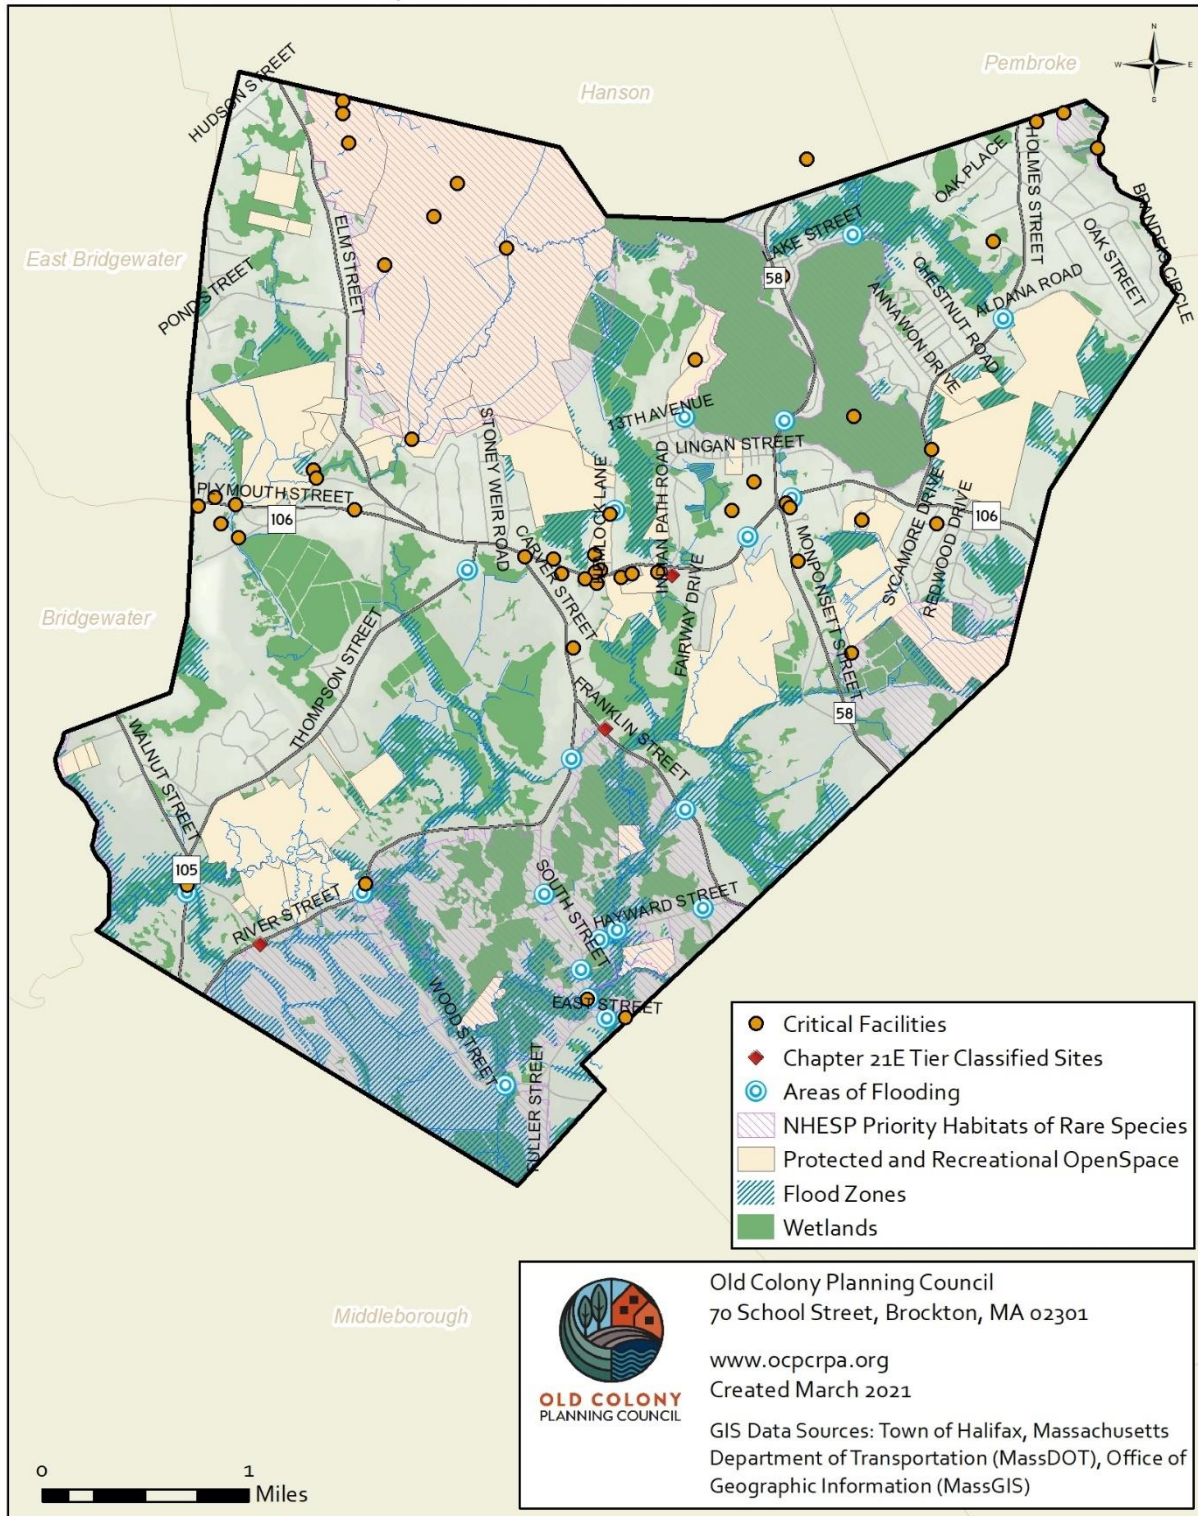 N
W E
S
Pembroke
Hanson
HUDSON STREET
OAK PLACE
HOLMES STREET
BRANDEIS CIRCLE
OAK STREET
LAKE STREET
58
ELM STREET
East Bridgewater
POND STREET
CHESTNUT ROAD
ALDANA ROAD
ANNAWON DRIVE
13TH AVENUE
LINGAN STREET
STONEY WEIR ROAD
HEMLOCK LANE
INDIAN PATH ROAD
PLYMOUTH STREET
106
106
SYCAMORE DRIVE
REDWOOD DRIVE
CARVER STREET
MONPONSETT STREET
FAIRWAY DRIVE
Bridgewater
THOMPSON STREET
FRANKLIN STREET
58
WALNUT STREET
105
RIVER STREET
SOUTH STREET
HAYWARD STREET
WOOD STREET
EAST STREET
FULLER STREET
Critical Facilities
Chapter 21E Tier Classified Sites
Areas of Flooding
NHESP Priority Habitats of Rare Species
Protected and Recreational OpenSpace
Flood Zones
Wetlands
Middleborough
OLD COLONY
PLANNING COUNCIL
Old Colony Planning Council
70 School Street, Brockton, MA 02301
www.ocpcrpa.org
Created March 2021
GIS Data Sources: Town of Halifax, Massachusetts
Department of Transportation (MassDOT), Office of
Geographic Information (MassGIS)
0 1
Miles